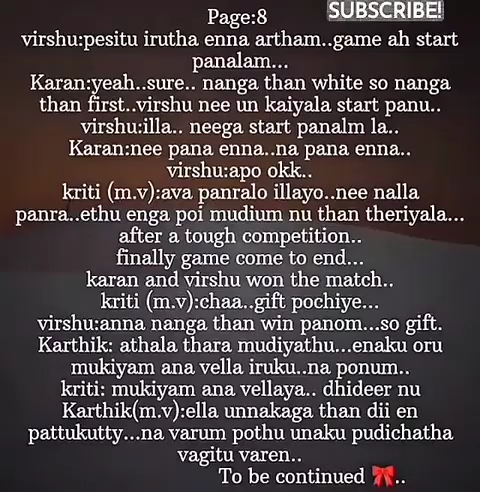 Page:8
SUBSCRIBE!
virshu:pesitu irutha enna artham..game ah start
panalam...
Karan:yeah..sure.. nanga than white so nanga
than first..virshu nee un kaiyala start panu..
virshu:illa.. neega start panalm la..
Karan:nee pana enna..na pana enna..
virshu:apo okk..
kriti (m.v):ava panralo illayo..nee nalla
panra..ethu enga poi mudium nu than theriyala...
after a tough competition..
finally game come to end...
karan and virshu won the match..
kriti (m.v):chaa..gift pochiye...
virshu:anna nanga than win panom...so gift.
Karthik: athala thara mudiyathu...enaku oru
mukiyam ana vella iruku..na ponum..
kriti: mukiyam ana vellaya.. dhideer nu
Karthik(m.v):ella unnakaga than dii en
pattukutty...na varum pothu unaku pudichatha
vagitu varen..
To be continued 🎀..